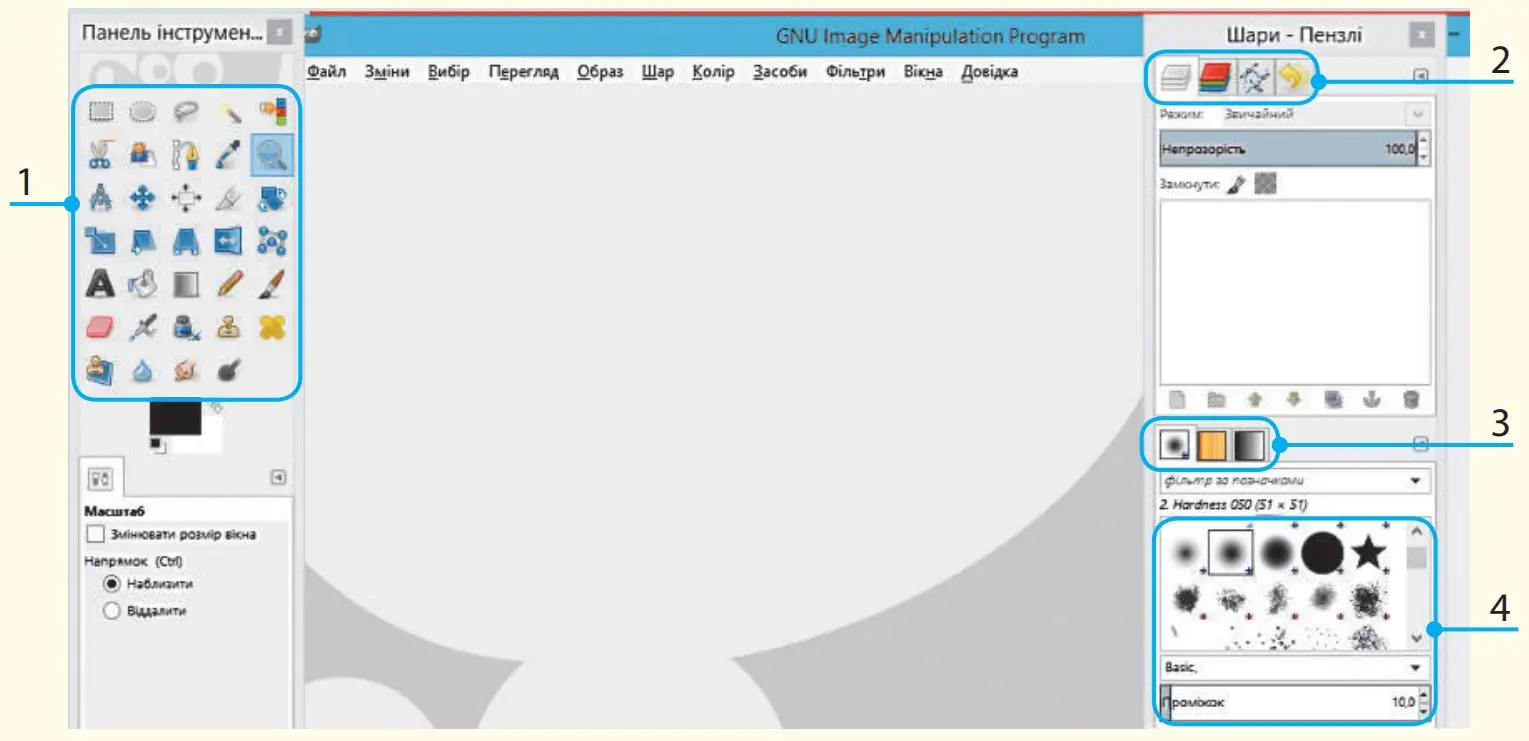 Панель інструмен...
GNU Image Manipulation Program
Шари - Пензлі
Файл Зміни Вибір Перегляд Образ Шар Колір Засоби Фільтри Вікна Довідка
1
2
Режим: Звичайний
Непрозорість 100,0
Замкнути:
3
фільтр за позначками
2. Hardness 050 (51 × 51)
Масштаб
Змінювати розмір вікна
Напрямок (Ctrl)
Наблизити
Віддалити
4
Basic,
Проміжок 10,0